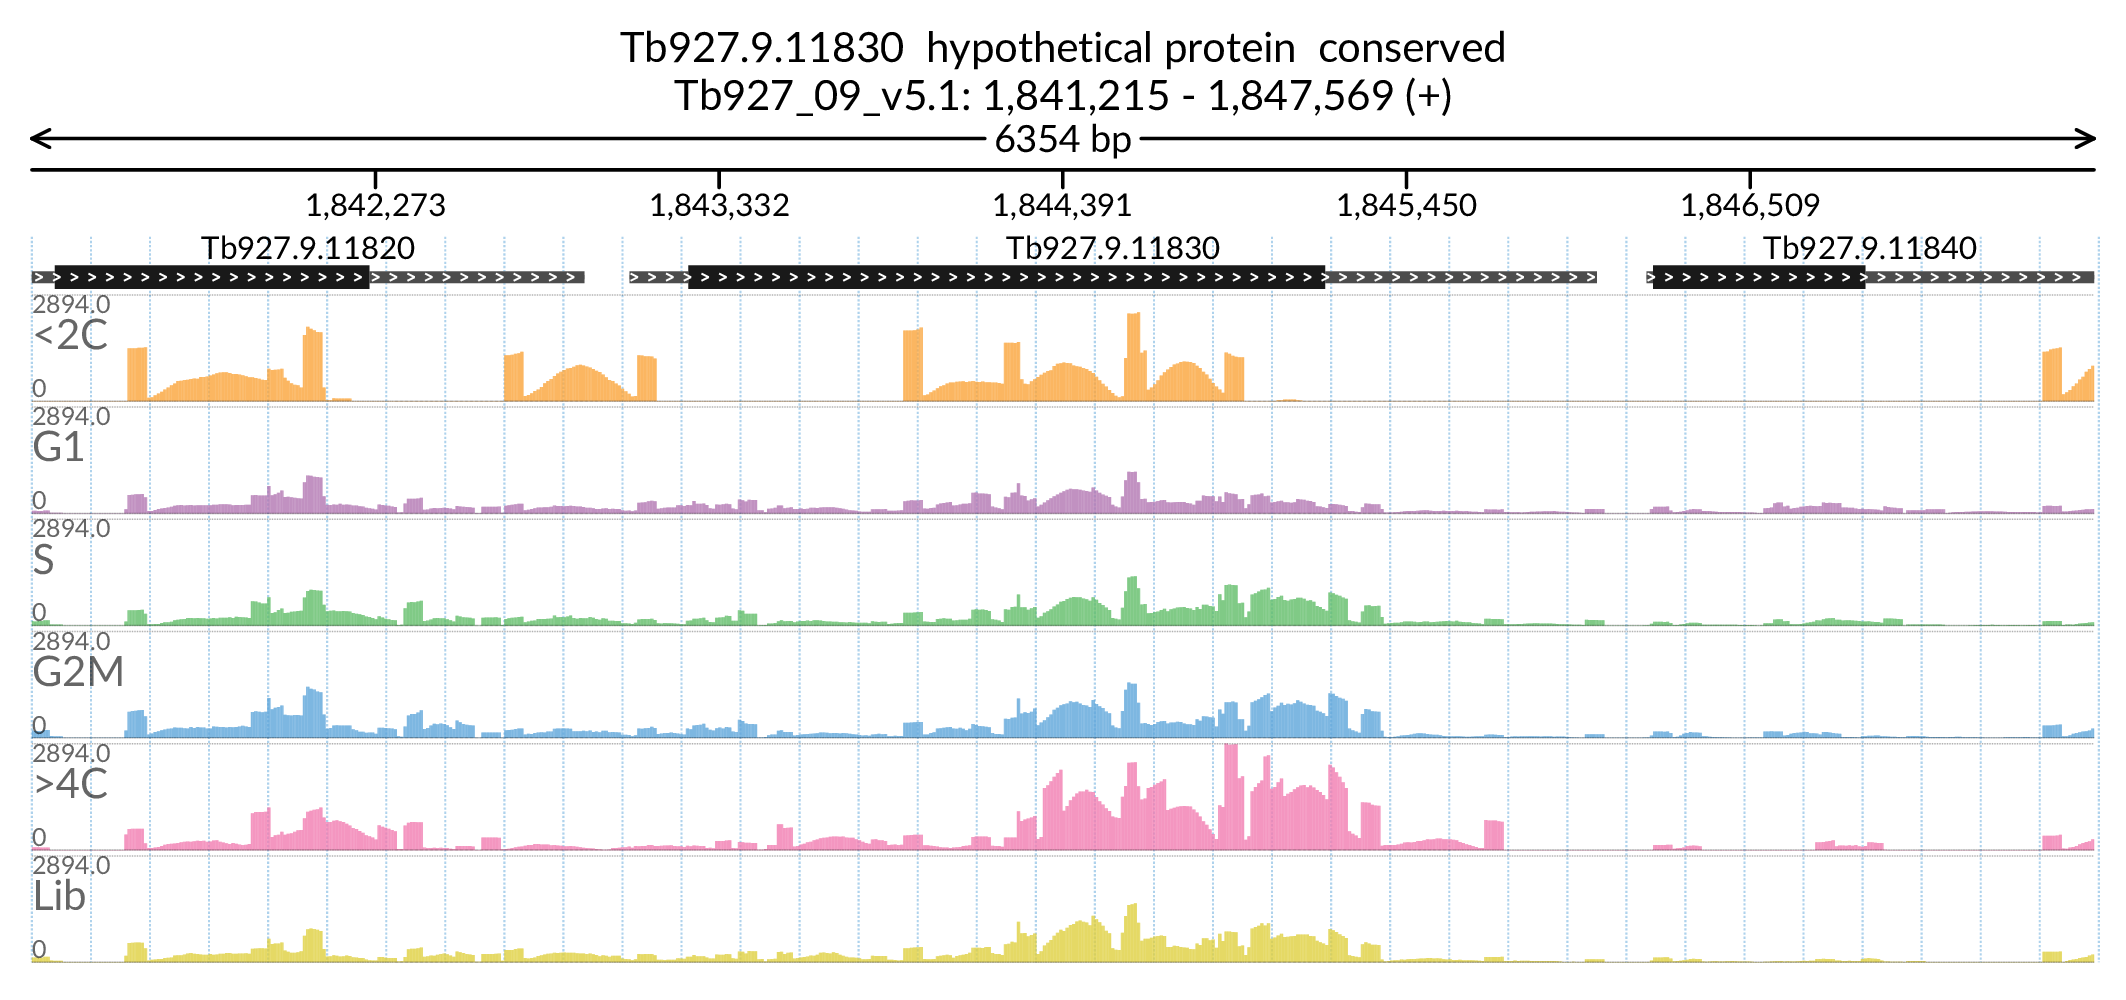 Tb927.9.11830  hypothetical protein  conserved
Tb927_09_v5.1: 1,841,215 - 1,847,569 (+)
6354 bp
1,842,273 1,843,332 1,844,391 1,845,450 1,846,509
Tb927.9.11820 Tb927.9.11830 Tb927.9.11840
2894.0
<2C
0
2894.0
G1
0
2894.0
S
0
2894.0
G2M
0
2894.0
>4C
0
2894.0
Lib
0